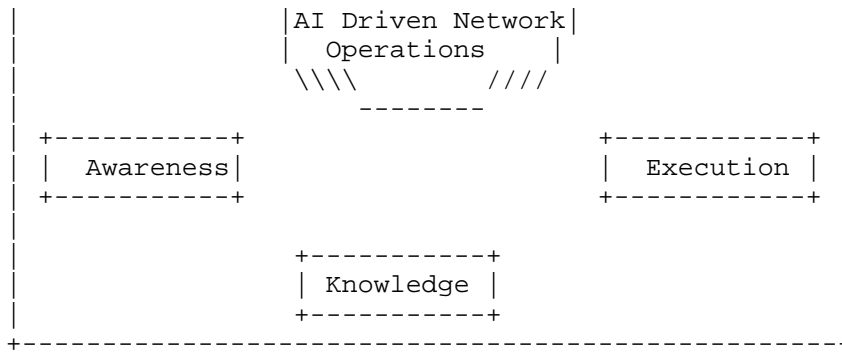 AI Driven Network
Operations
Awareness
Execution
Knowledge